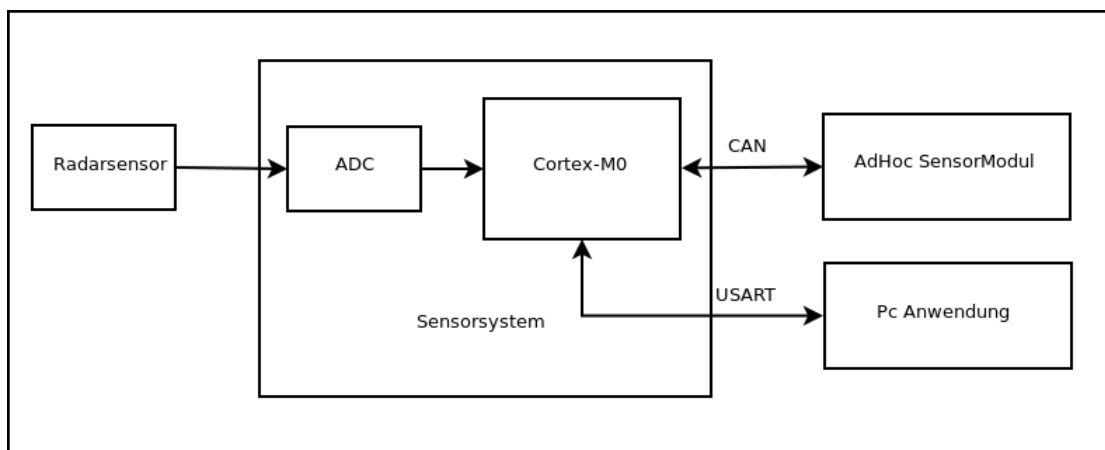 Radarsensor
ADC
Cortex-M0
CAN
AdHoc SensorModul
USART
Pc Anwendung
Sensorsystem